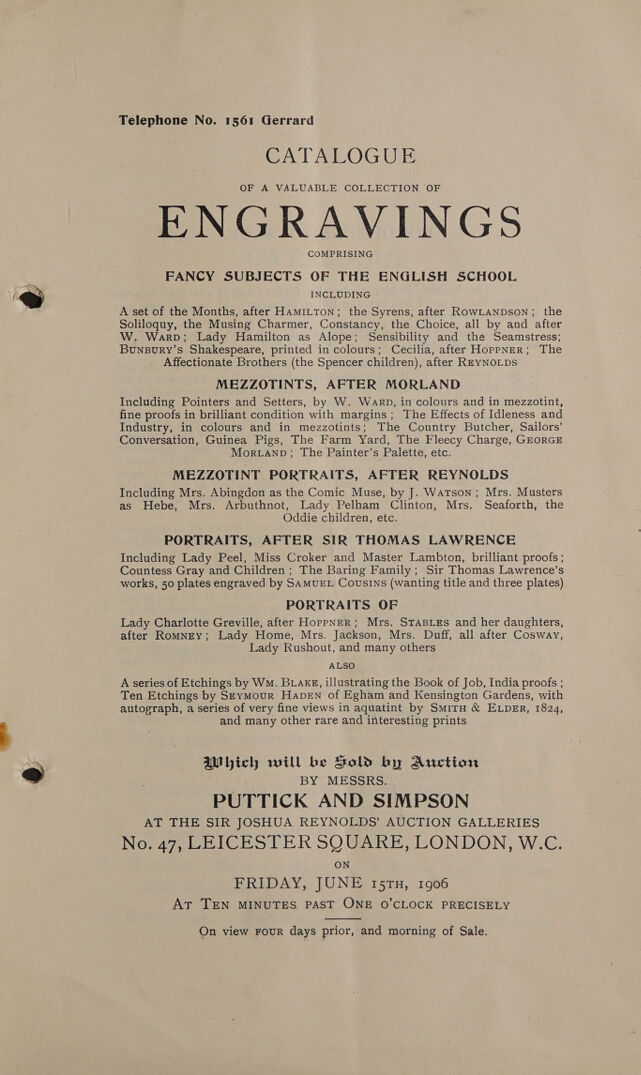 Telephone No. 1561 Gerrard
CATALOGUE
OF A VALUABLE COLLECTION OF
ENGRAVINGS
COMPRISING
FANCY SUBJECTS OF THE ENGLISH SCHOOL
INCLUDING
A set of the Months, after HAMILTON; the Syrens, after ROWLANDSON; the
Soliloquy, the Musing Charmer, Constancy, the Choice, all by and after
W. WARD; Lady Hamilton as Alope; Sensibility and the Seamstress;
BUNBURY'S Shakespeare, printed in colours; Cecilia, after HOPPNER; The
Affectionate Brothers (the Spencer children), after REYNOLDS
MEZZOTINTS, AFTER MORLAND
Including Pointers and Setters, by W. WARD, in colours and in mezzotint,
fine proofs in brilliant condition with margins; The Effects of Idleness and
Industry, in colours and in mezzotints; The Country Butcher, Sailors'
Conversation, Guinea Pigs, The Farm Yard, The Fleecy Charge, GEORGE
MORLAND; The Painter's Palette, etc.
MEZZOTINT PORTRAITS, AFTER REYNOLDS
Including Mrs. Abingdon as the Comic Muse, by J. WATSON; Mrs. Musters
as Hebe, Mrs. Arbuthnot, Lady Pelham Clinton, Mrs. Seaforth, the
Oddie children, etc.
PORTRAITS, AFTER SIR THOMAS LAWRENCE
Including Lady Peel, Miss Croker and Master Lambton, brilliant proofs;
Countess Gray and Children; The Baring Family; Sir Thomas Lawrence's
works, 50 plates engraved by SAMUEL COUSINS (wanting title and three plates)
PORTRAITS OF
Lady Charlotte Greville, after HOPPNER; Mrs. STABLES and her daughters,
after ROMNEY; Lady Home, Mrs. Jackson, Mrs. Duff, all after COSWAY,
Lady Rushout, and many others
ALSO
A series of Etchings by WM. BLAKE, illustrating the Book of Job, India proofs;
Ten Etchings by SEYMOUR HADEN of Egham and Kensington Gardens, with
autograph, a series of very fine views in aquatint by SMITH & ELDER, 1824,
and many other rare and interesting prints
Which will be Sold by Auction
BY MESSRS.
PUTTICK AND SIMPSON
AT THE SIR JOSHUA REYNOLDS' AUCTION GALLERIES
No. 47, LEICESTER SQUARE, LONDON, W.C.
ON
FRIDAY, JUNE 15TH, 1906
AT TEN MINUTES PAST ONE O'CLOCK PRECISELY
On view FOUR days prior, and morning of Sale.